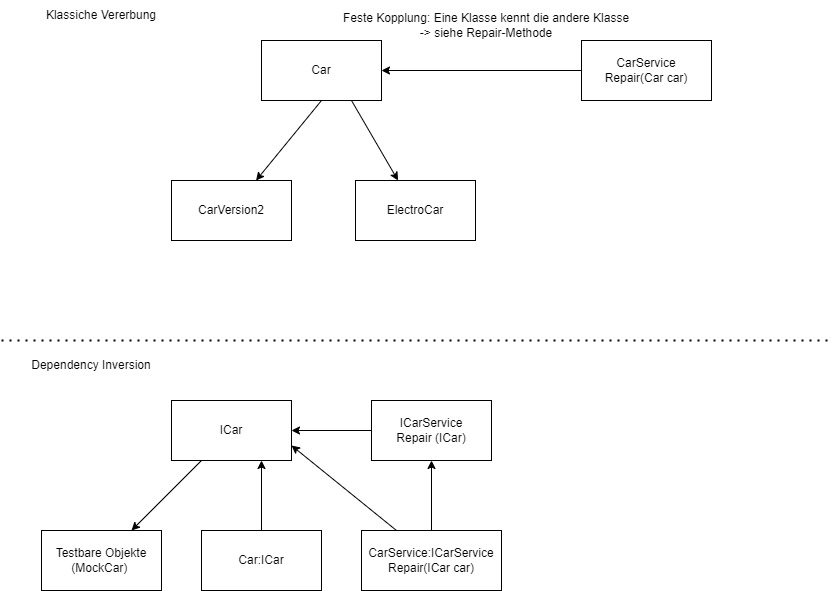 Klassiche Vererbung
Feste Kopplung: Eine Klasse kennt die andere Klasse
-> siehe Repair-Methode
Car
CarService
Repair(Car car)
CarVersion2
ElectroCar
Dependency Inversion
ICar
ICarService
Repair (ICar)
Testbare Objekte
(MockCar)
Car:ICar
CarService:ICarService
Repair(ICar car)